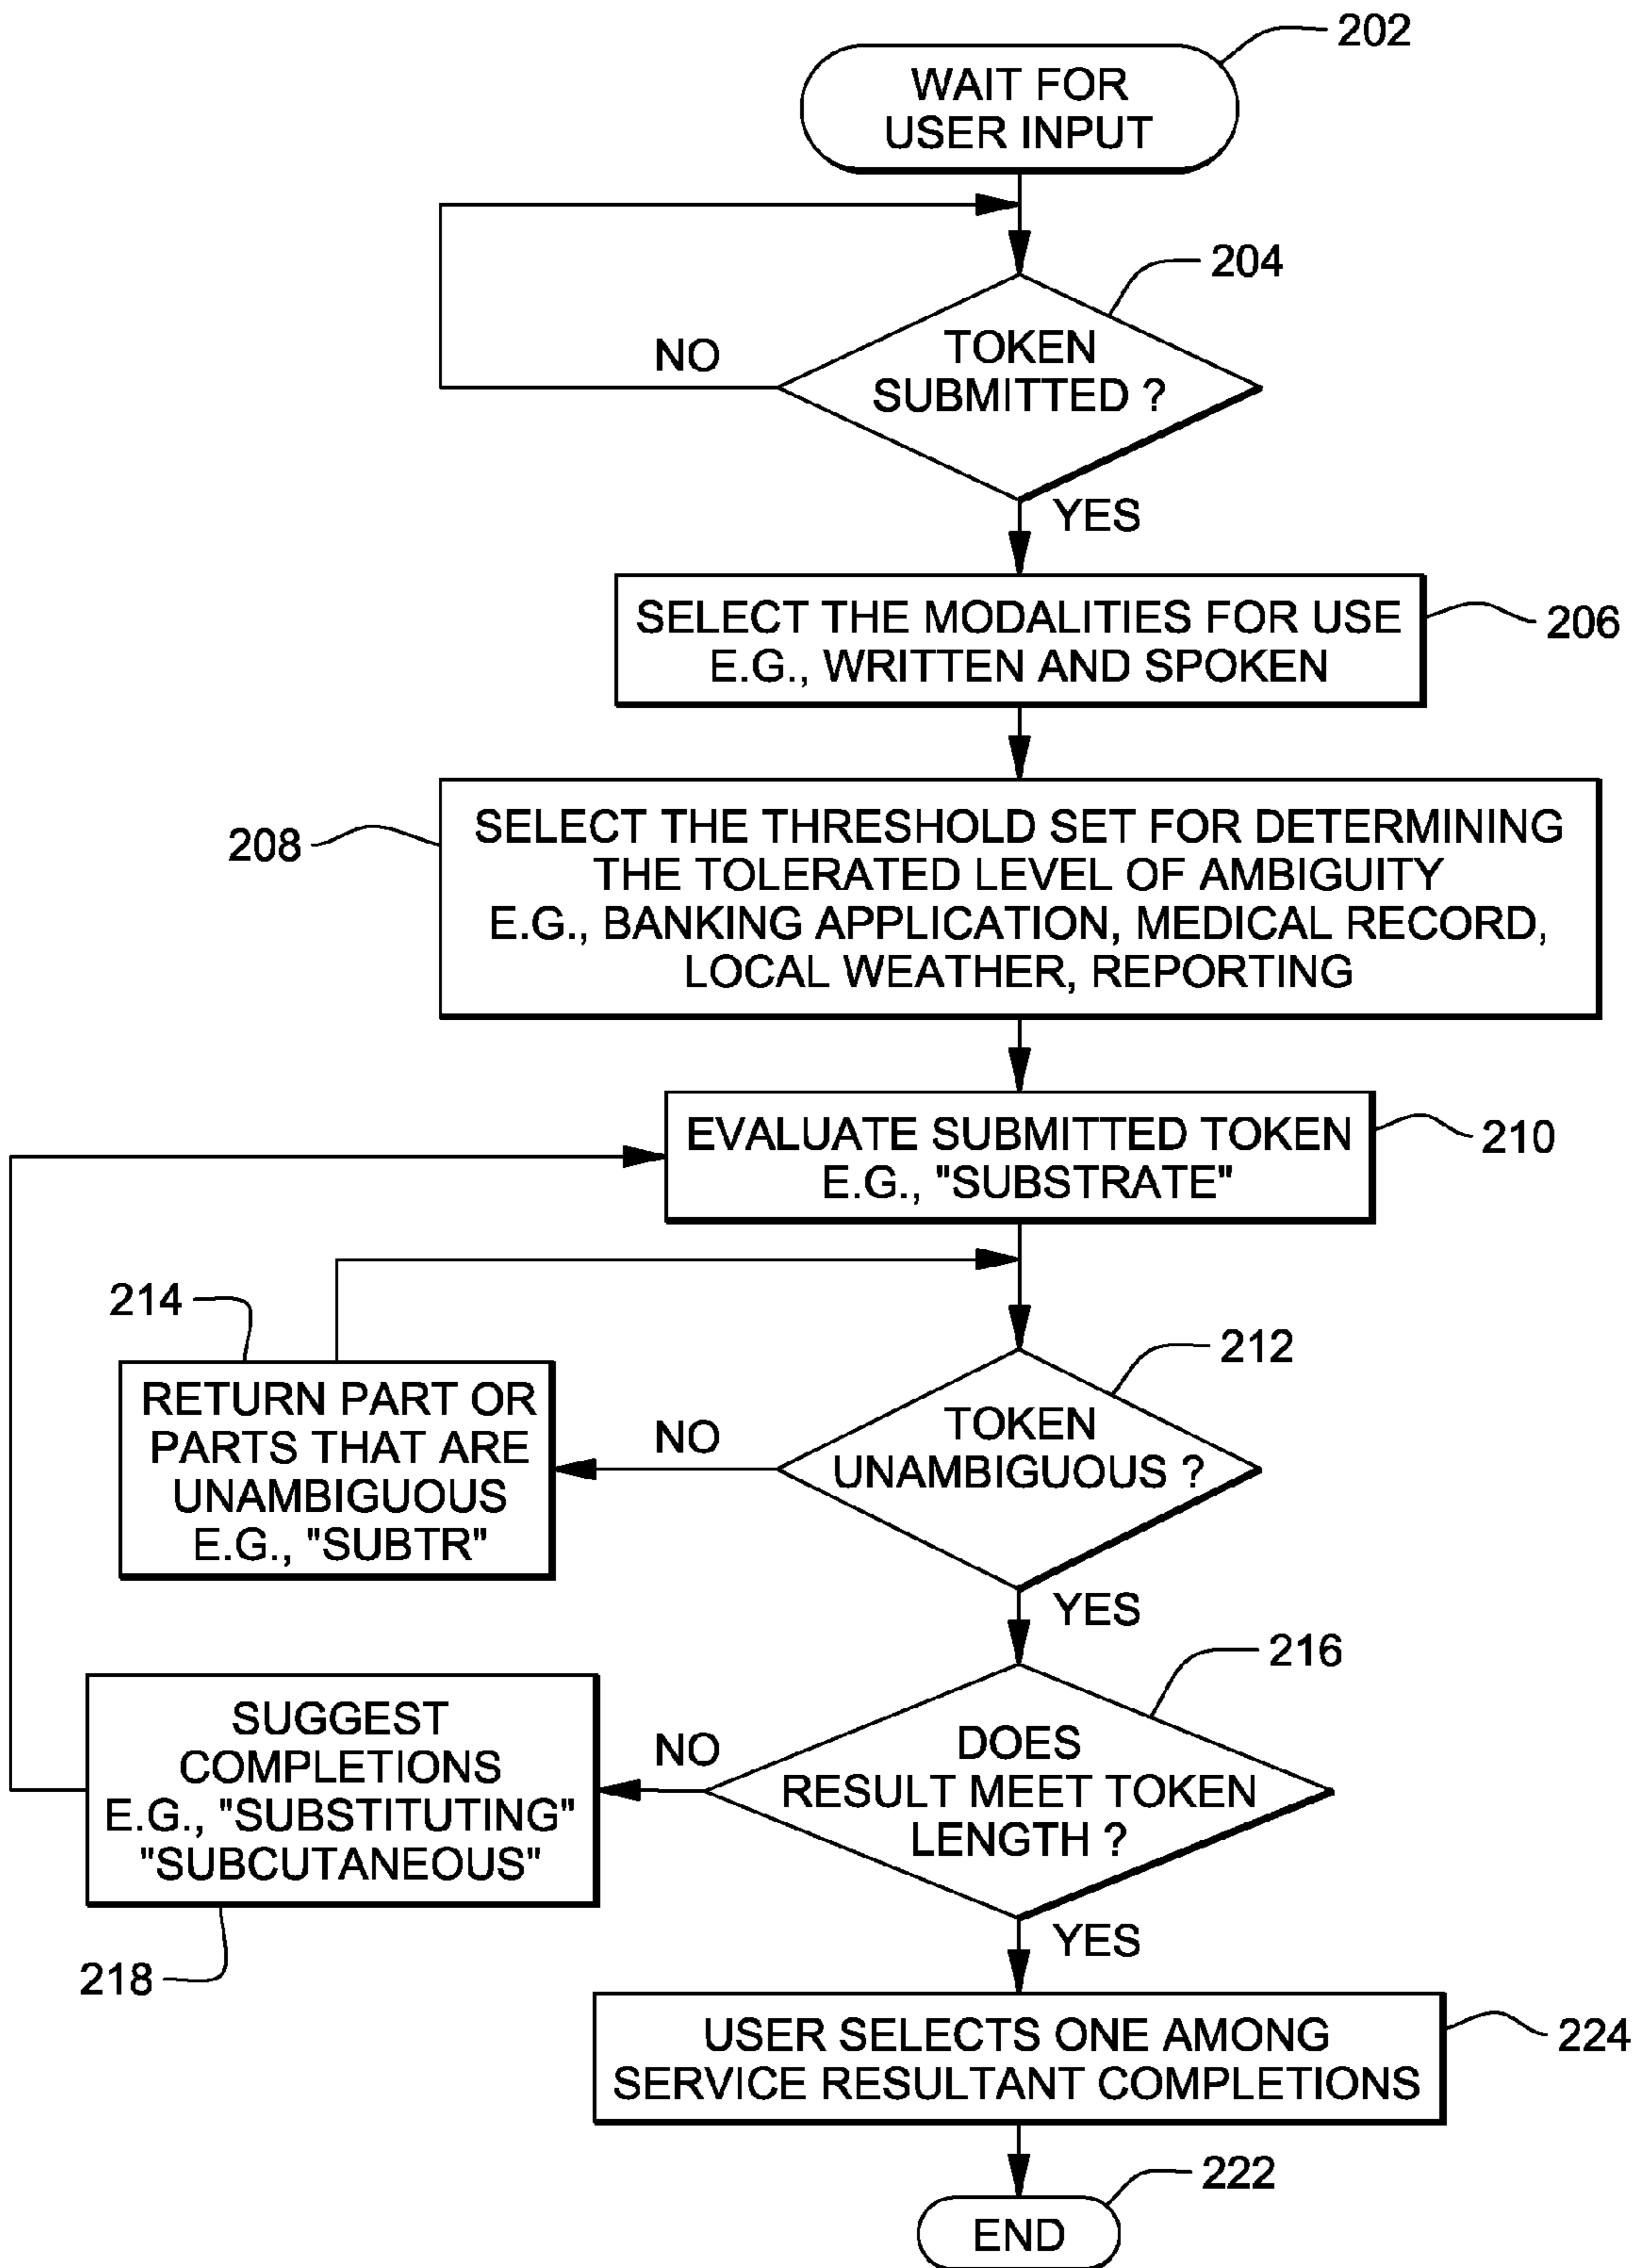 202
WAIT FOR
USER INPUT
204
TOKEN
SUBMITTED ?
NO
YES
SELECT THE MODALITIES FOR USE
E.G., WRITTEN AND SPOKEN
206
208
SELECT THE THRESHOLD SET FOR DETERMINING
THE TOLERATED LEVEL OF AMBIGUITY
E.G., BANKING APPLICATION, MEDICAL RECORD,
LOCAL WEATHER, REPORTING
EVALUATE SUBMITTED TOKEN
E.G., "SUBSTRATE"
210
214
RETURN PART OR
PARTS THAT ARE
UNAMBIGUOUS
E.G., "SUBTR"
NO
212
TOKEN
UNAMBIGUOUS ?
YES
216
SUGGEST
COMPLETIONS
E.G., "SUBSTITUTING"
"SUBCUTANEOUS"
218
NO
DOES
RESULT MEET TOKEN
LENGTH ?
YES
USER SELECTS ONE AMONG
SERVICE RESULTANT COMPLETIONS
224
222
END